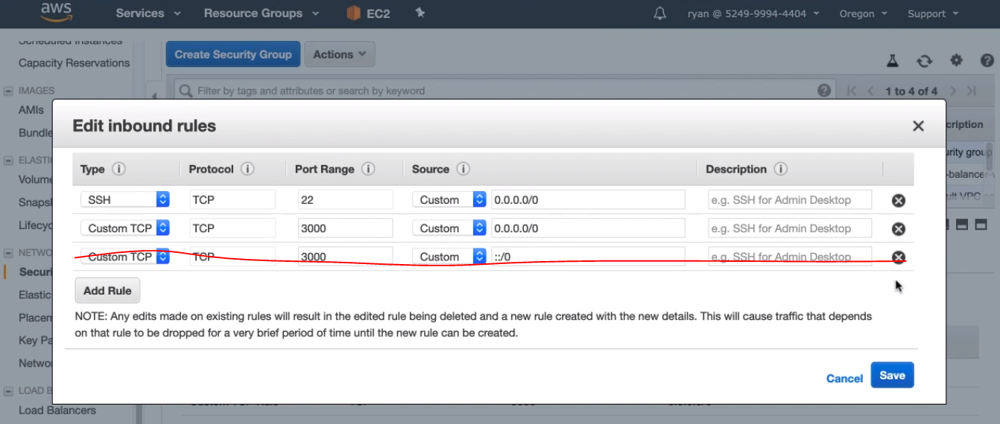 aws Services Resource Groups EC2 ryan @ 5249-9994-4404 Oregon Support
Scheduled Instances
Capacity Reservations
Create Security Group Actions
IMAGES
Filter by tags and attributes or search by keyword
1 to 4 of 4
AMIs
Bundle
Edit inbound rules
cription
ELASTIC
Type Protocol Port Range Source Description
urity group
Volume
-balancer-
SSH TCP 22 Custom 0.0.0.0/0 e.g. SSH for Admin Desktop
Snaps
ult VPC
Lifecyc
Custom TCP TCP 3000 Custom 0.0.0.0/0 e.g. SSH for Admin Desktop
NETWO
Custom TCP TCP 3000 Custom ::/0 e.g. SSH for Admin Desktop
Securi
Elastic
Add Rule
Placem
NOTE: Any edits made on existing rules will result in the edited rule being deleted and a new rule created with the new details. This will cause traffic that depends
on that rule to be dropped for a very brief period of time until the new rule can be created.
Key Pa
Networ
Cancel Save
LOAD B
Load Balancers